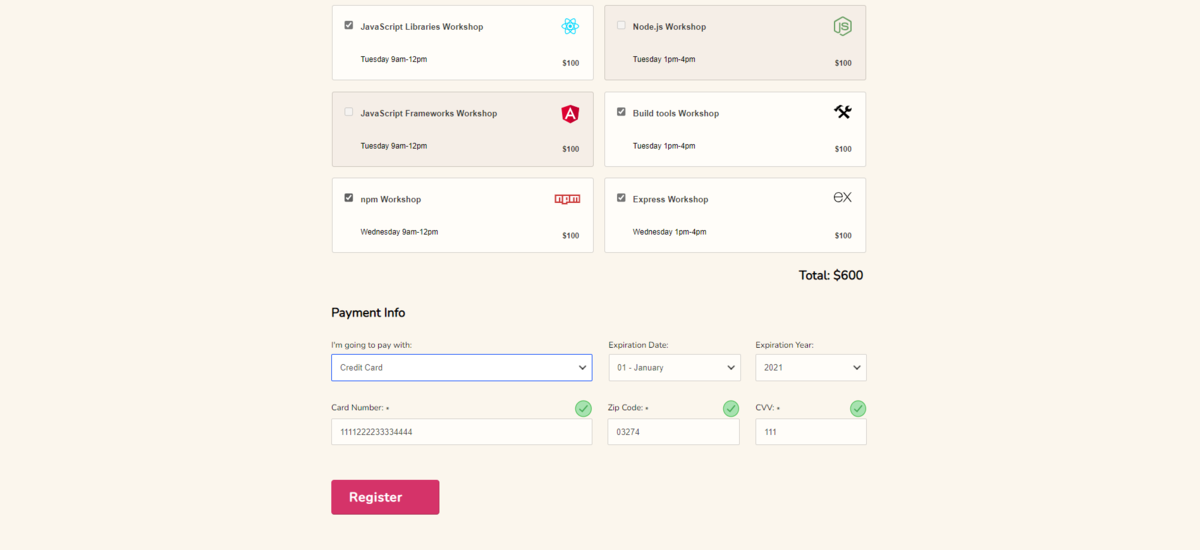 JavaScript Libraries Workshop
Tuesday 9am-12pm
$100
Node.js Workshop
JS
Tuesday 1pm-4pm
$100
JavaScript Frameworks Workshop
A
Tuesday 9am-12pm
$100
Build tools Workshop
Tuesday 1pm-4pm
$100
npm Workshop
npm
Wednesday 9am-12pm
$100
Express Workshop
ex
Wednesday 1pm-4pm
$100
Total: $600
Payment Info
I'm going to pay with:
Credit Card
Expiration Date:
01 - January
Expiration Year:
2021
Card Number: *
1111222233334444
Zip Code: *
03274
CVV: *
111
Register